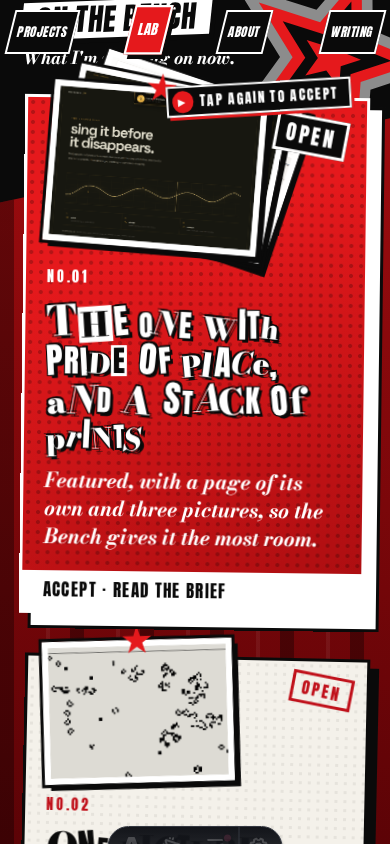 ON THE BENCH
PROJECTS
LAB
ABOUT
WRITING
What I'm
on now.
TAP AGAIN TO ACCEPT
OPEN
sing it before
it disappears.
NO.01
THE ONE WITH
PRIDE OF PlACe,
aND A STACK Of
prINTS
Featured, with a page of its
own and three pictures, so the
Bench gives it the most room.
ACCEPT · READ THE BRIEF
OPEN
NO.02